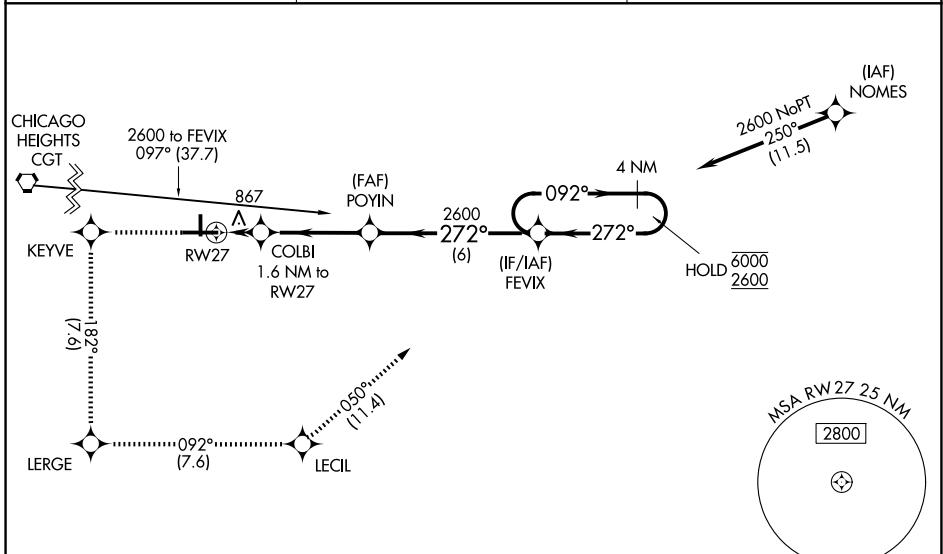 (IAF)
NOMES
2600 NoPT
250°
(11.5)
CHICAGO
HEIGHTS
CGT
2600 to FEVIX
097° (37.7)
4 NM
867
(FAF)
POYIN
092°
2600
272°
(6)
272°
KEYVE
RW27
COLBI
1.6 NM to
RW27
(IF/IAF)
FEVIX
HOLD
6000
2600
182°
(7.6)
050°
(11.4)
LERGE
092°
(7.6)
LECIL
MSA RW27 25 NM
2800